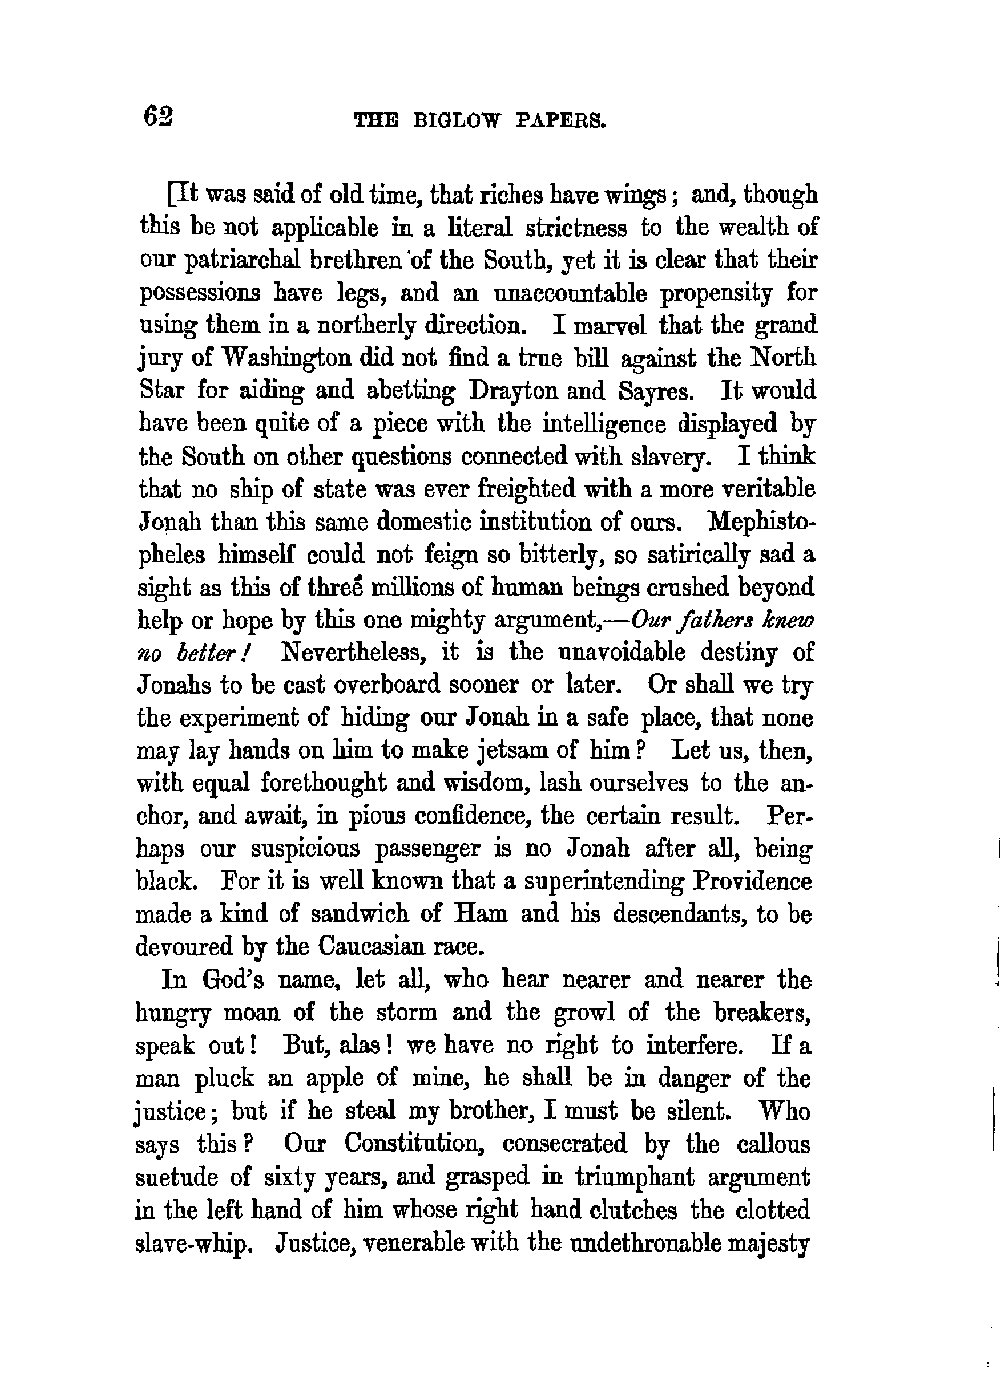 62 THE BIGLOW PAPERS.
[It was said of old time, that riches have wings; and, though
this be not applicable in a literal strictness to the wealth of
our patriarchal brethren of the South, yet it is clear that their
possessions have legs, and an unaccountable propensity for
using them in a northerly direction. I marvel that the grand
jury of Washington did not find a true bill against the North
Star for aiding and abetting Drayton and Sayres. It would
have been quite of a piece with the intelligence displayed by
the South on other questions connected with slavery. I think
that no ship of state was ever freighted with a more veritable
Jonah than this same domestic institution of ours. Mephisto-
pheles himself could not feign so bitterly, so satirically sad a
sight as this of three millions of human beings crushed beyond
help or hope by this one mighty argument,—Our fathers knew
no better! Nevertheless, it is the unavoidable destiny of
Jonahs to be cast overboard sooner or later. Or shall we try
the experiment of hiding our Jonah in a safe place, that none
may lay hands on him to make jetsam of him? Let us, then,
with equal forethought and wisdom, lash ourselves to the an-
chor, and await, in pious confidence, the certain result. Per-
haps our suspicious passenger is no Jonah after all, being
black. For it is well known that a superintending Providence
made a kind of sandwich of Ham and his descendants, to be
devoured by the Caucasian race.
In God's name, let all, who hear nearer and nearer the
hungry moan of the storm and the growl of the breakers,
speak out! But, alas! we have no right to interfere. If a
man pluck an apple of mine, he shall be in danger of the
justice; but if he steal my brother, I must be silent. Who
says this? Our Constitution, consecrated by the callous
suetude of sixty years, and grasped in triumphant argument
in the left hand of him whose right hand clutches the clotted
slave-whip. Justice, venerable with the undethronable majesty